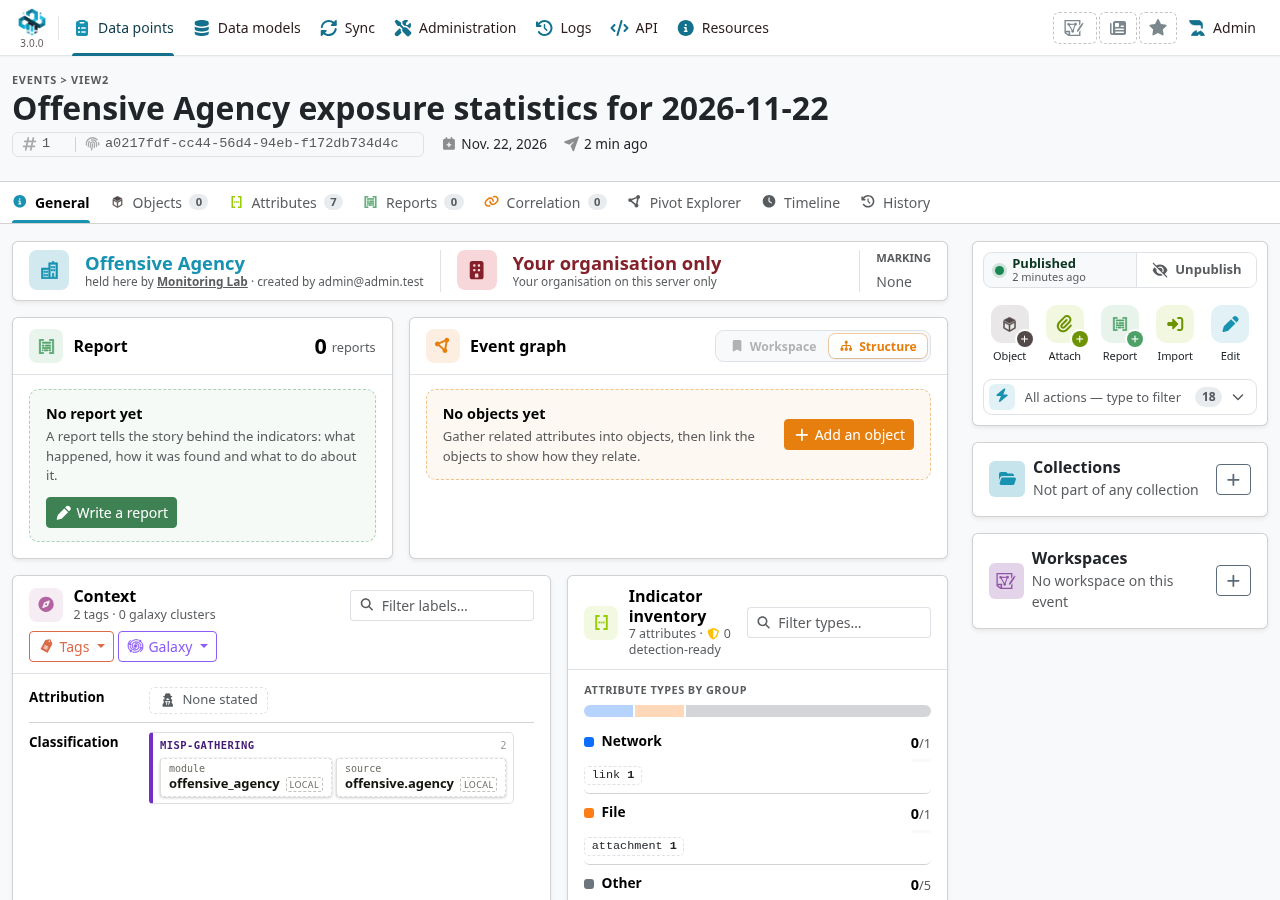 3.0.0
Data points
Data models
Sync
Administration
Logs
API
Resources
Admin
EVENTS > VIEW2
Offensive Agency exposure statistics for 2026-11-22
1
a0217fdf-cc44-56d4-94eb-f172db734d4c
Nov. 22, 2026
2 min ago
General
Objects 0
Attributes 7
Reports 0
Correlation 0
Pivot Explorer
Timeline
History
Offensive Agency
held here by Monitoring Lab · created by admin@admin.test
Your organisation only
Your organisation on this server only
MARKING
None
Published
2 minutes ago
Unpublish
Object
Attach
Report
Import
Edit
All actions — type to filter 18
Report
0 reports
No report yet
A report tells the story behind the indicators: what
happened, how it was found and what to do about
it.
Write a report
Event graph
Workspace
Structure
No objects yet
Gather related attributes into objects, then link the
objects to show how they relate.
Add an object
Collections
Not part of any collection
Workspaces
No workspace on this
event
Context
2 tags · 0 galaxy clusters
Filter labels...
Tags
Galaxy
Attribution
None stated
Classification
MISP-GATHERING 2
module
offensive_agency LOCAL
source
offensive.agency LOCAL
Indicator
inventory
7 attributes · 0
detection-ready
Filter types...
ATTRIBUTE TYPES BY GROUP
Network 0/1
link 1
File 0/1
attachment 1
Other 0/5